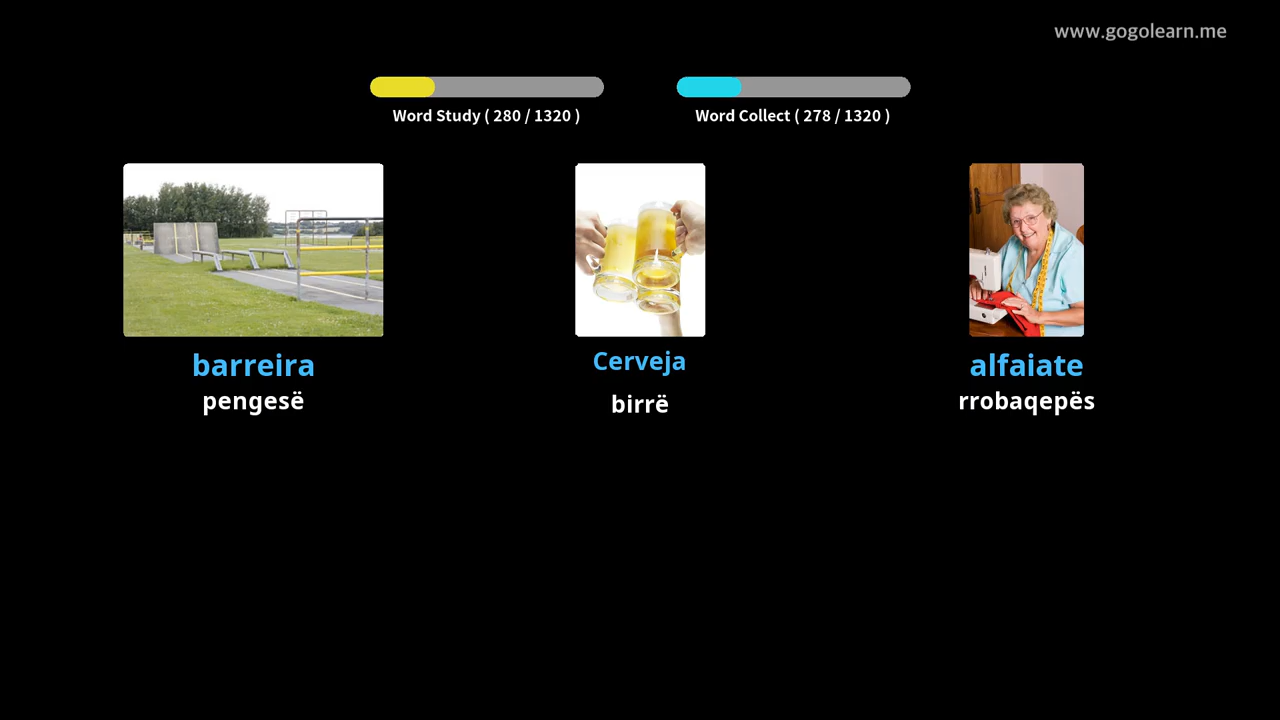 www.gogolearn.me
Word Study ( 280 / 1320 )
Word Collect ( 278 / 1320 )
barreira
pengesë
Cerveja
birrë
alfaiate
rrobaqepës